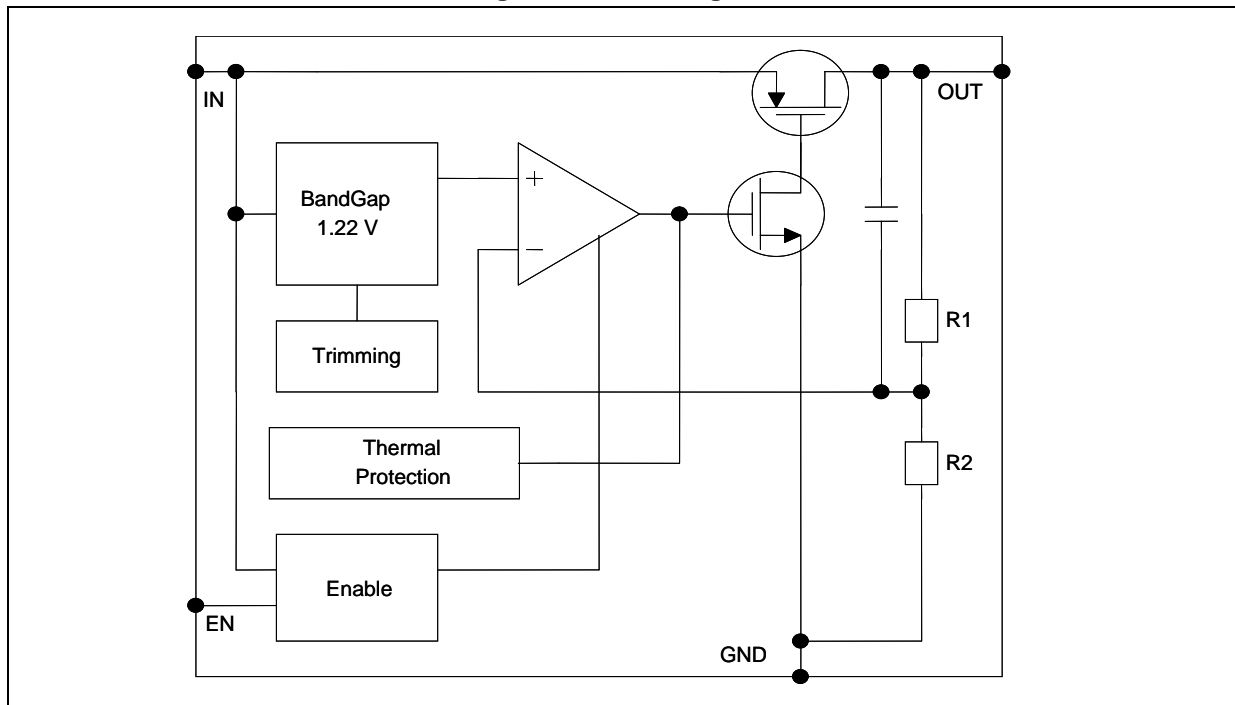 IN
OUT
BandGap
1.22 V
+
−
R1
Trimming
Thermal
Protection
R2
Enable
EN
GND